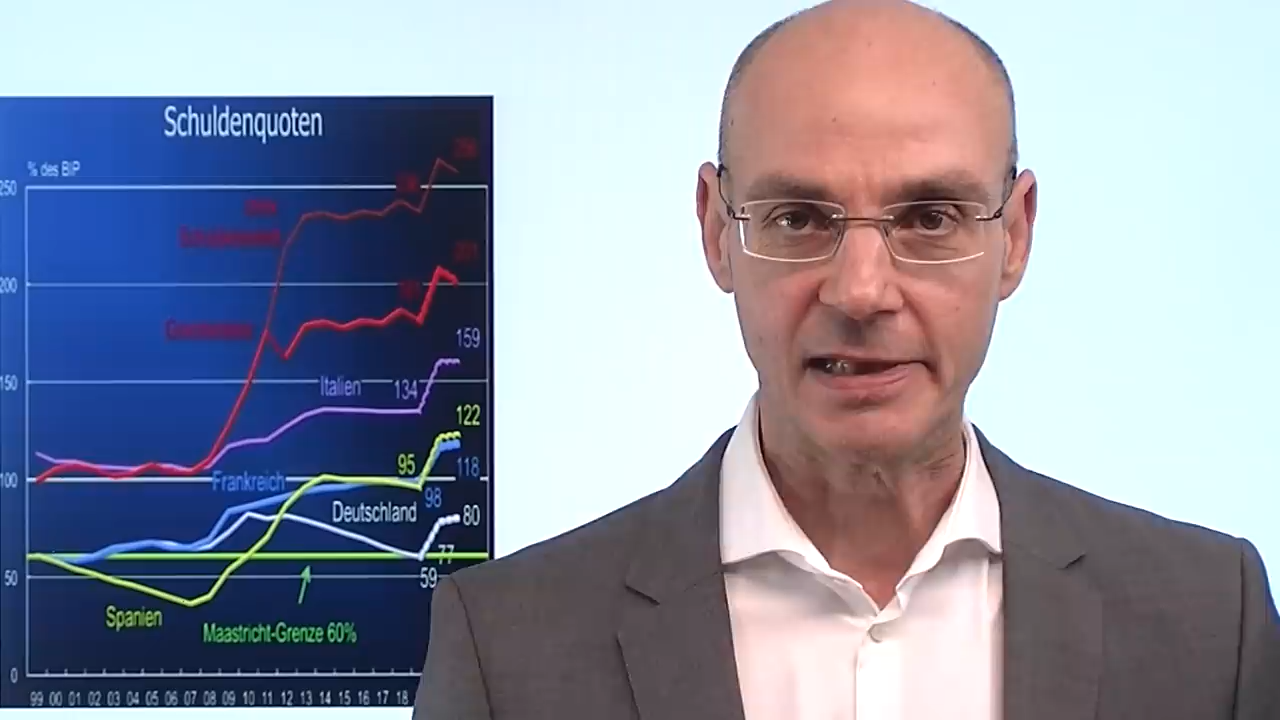 Schuldenquoten
% des BIP
250
200
159
150
Italien
134
122
95
100
Frankreich
118
98
Deutschland
80
77
59
50
Spanien
Maastricht-Grenze 60%
0
99 00 01 02 03 04 05 06 07 08 09 10 11 12 13 14 15 16 17 18